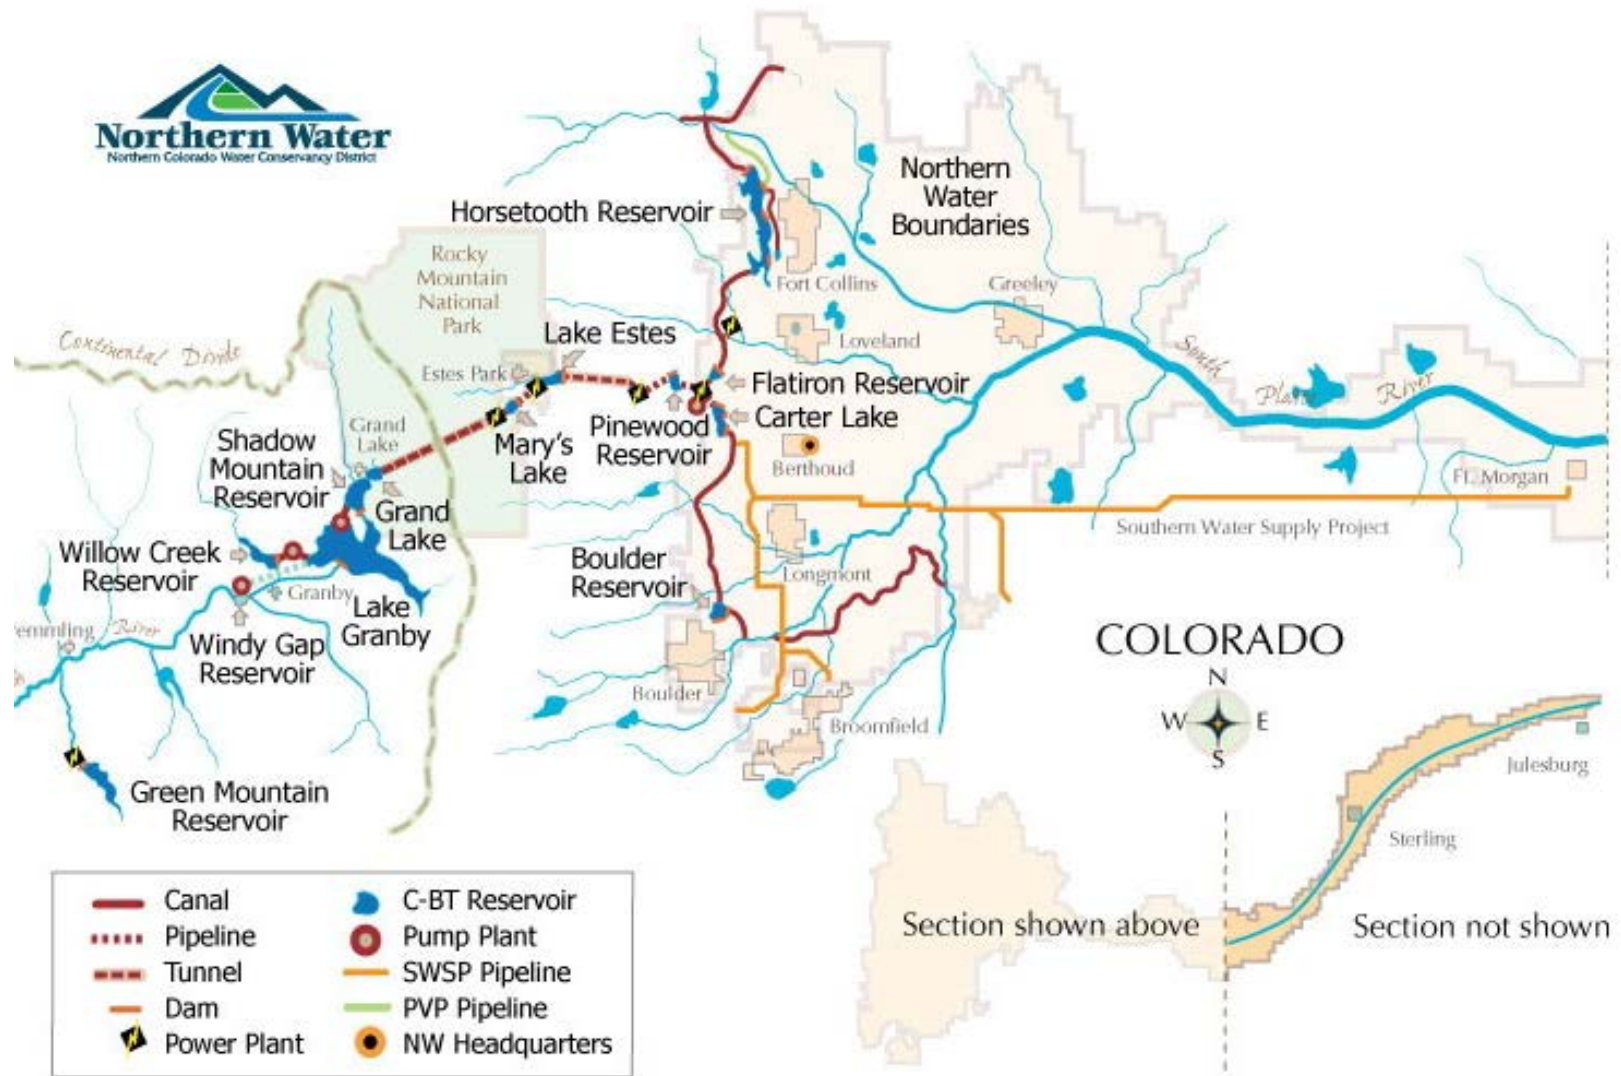 Northern Water
Northern Colorado Water Conservancy District
Northern
Water
Boundaries
Horsetooth Reservoir
Rocky
Mountain
National
Park
Fort Collins
Greeley
Continental Divide
Lake Estes
Loveland
South
Platte
River
Estes Park
Flatiron Reservoir
Carter Lake
Grand
Lake
Shadow
Mountain
Reservoir
Mary's
Lake
Pinewood
Reservoir
Berthoud
Ft. Morgan
Grand
Lake
Southern Water Supply Project
Willow Creek
Reservoir
Boulder
Reservoir
Longmont
Granby
Lake
Granby
emmling
River
Windy Gap
Reservoir
COLORADO
N
W
E
S
Boulder
Broomfield
Green Mountain
Reservoir
Julesburg
Sterling
Section shown above
Section not shown
Canal
Pipeline
Tunnel
Dam
Power Plant
C-BT Reservoir
Pump Plant
SWSP Pipeline
PVP Pipeline
NW Headquarters